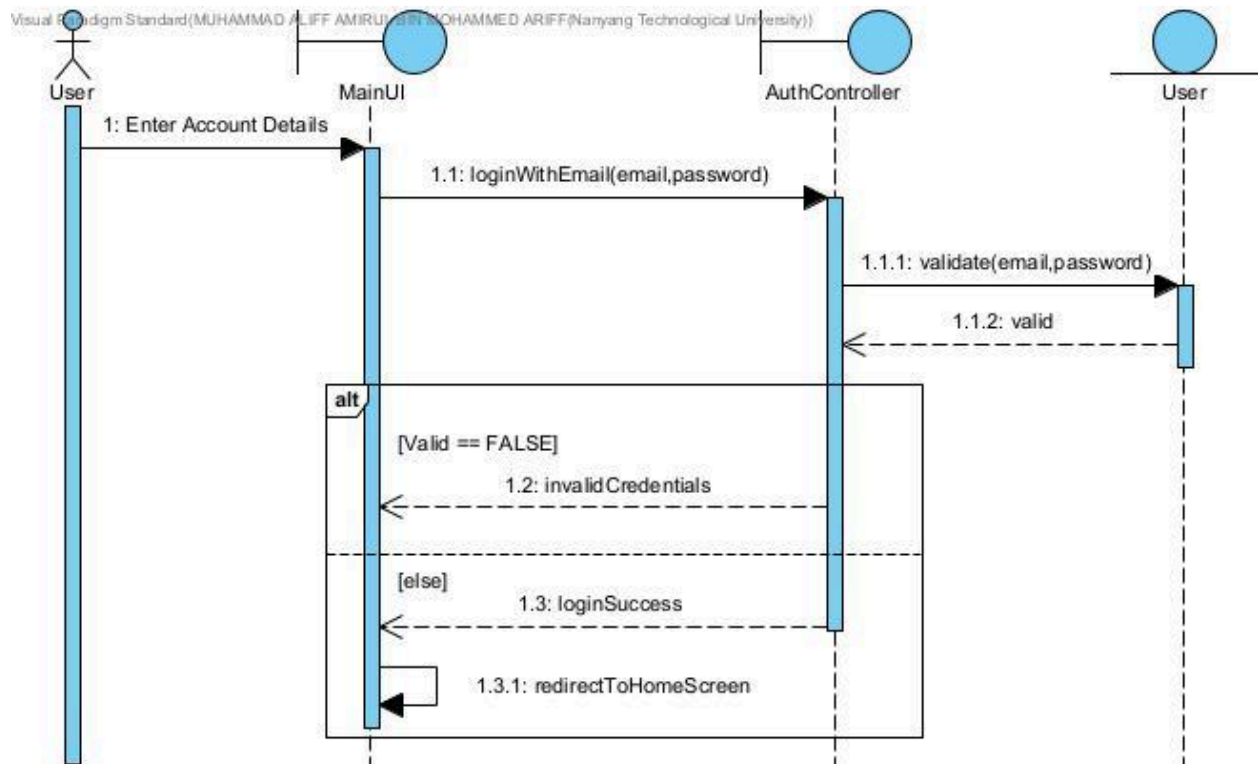 Visual Paradigm Standard(MUHAMMAD ALIFF AMIRUL BIN MOHAMMED ARIFF(Nanyang Technological University))
User
MainUI
AuthController
User
1: Enter Account Details
1.1: loginWithEmail(email,password)
1.1.1: validate(email,password)
1.1.2: valid
alt
[Valid == FALSE]
1.2: invalidCredentials
[else]
1.3: loginSuccess
1.3.1: redirectToHomeScreen